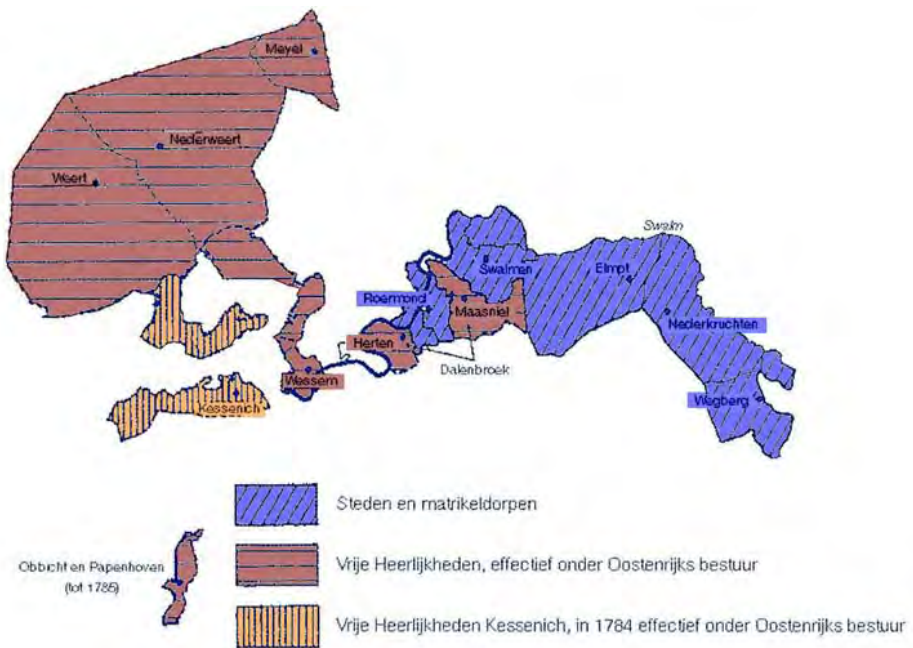 Meyel
Nederweert
Weert
Swalm
Swalmen
Elmpt
Roermond
Maasniel
Nederkruchten
Herten
Dalenbroek
Wessem
Kessenich
Wegberg
Steden en matrikeldorpen
Vrije Heerlijkheden, effectief onder Oostenrijks bestuur
Obbicht en Papenhoven
(tot 1785)
Vrije Heerlijkheden Kessenich, in 1784 effectief onder Oostenrijks bestuur